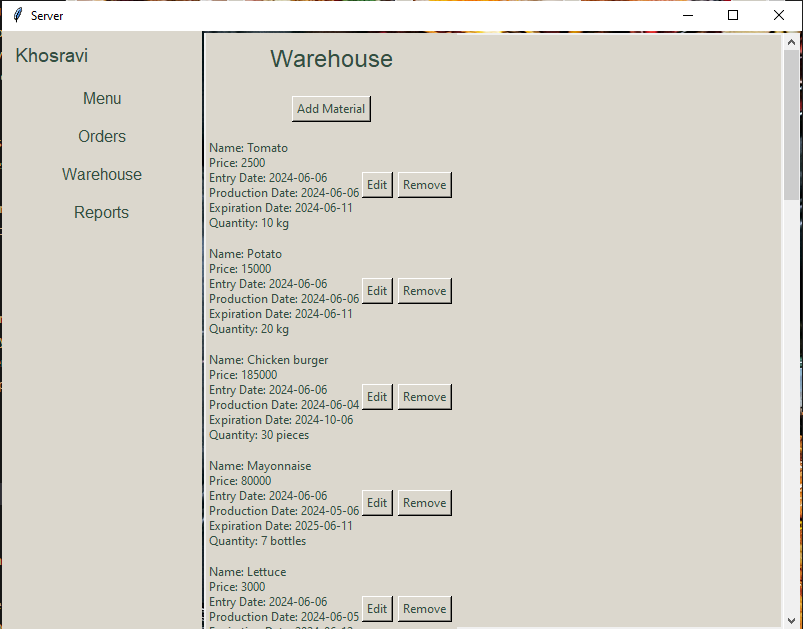 Server
Khosravi
Menu
Orders
Warehouse
Reports
Warehouse
Add Material
Name: Tomato
Price: 2500
Entry Date: 2024-06-06
Production Date: 2024-06-06
Expiration Date: 2024-06-11
Quantity: 10 kg
Edit
Remove
Name: Potato
Price: 15000
Entry Date: 2024-06-06
Production Date: 2024-06-06
Expiration Date: 2024-06-11
Quantity: 20 kg
Edit
Remove
Name: Chicken burger
Price: 185000
Entry Date: 2024-06-06
Production Date: 2024-06-04
Expiration Date: 2024-10-06
Quantity: 30 pieces
Edit
Remove
Name: Mayonnaise
Price: 80000
Entry Date: 2024-06-06
Production Date: 2024-05-06
Expiration Date: 2025-06-11
Quantity: 7 bottles
Edit
Remove
Name: Lettuce
Price: 3000
Entry Date: 2024-06-06
Production Date: 2024-06-05
Edit
Remove